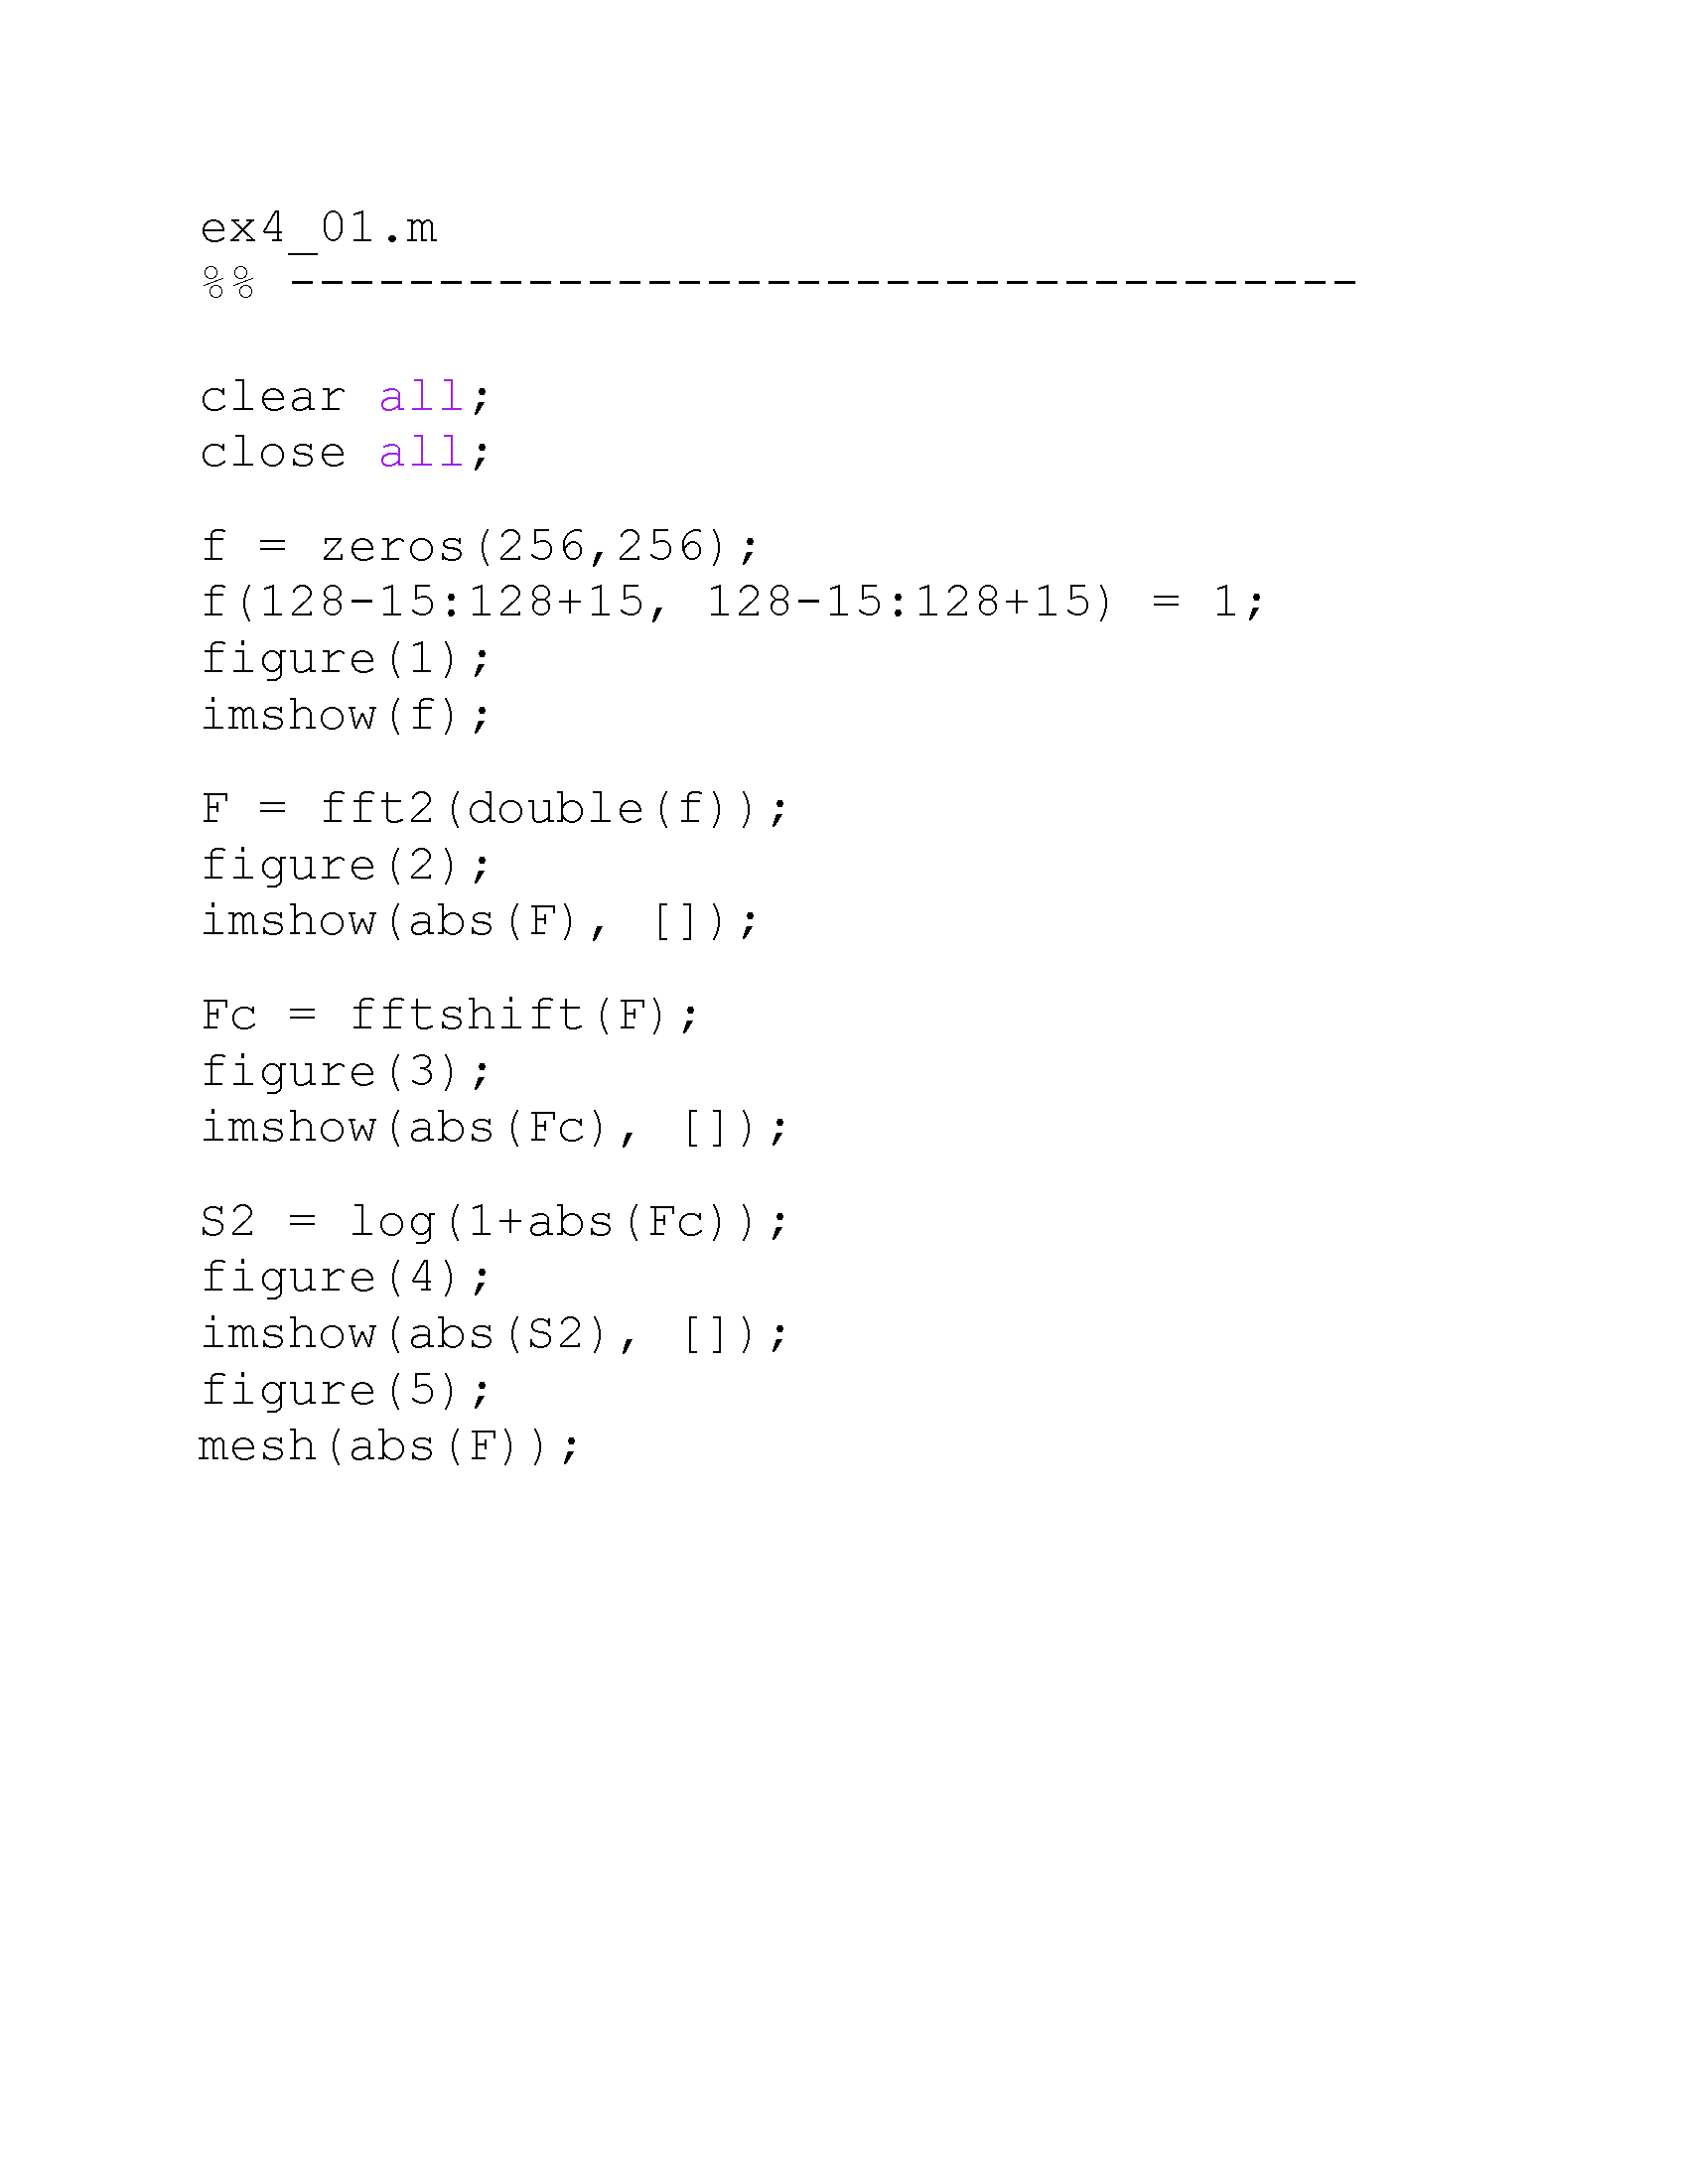 ex4_01.m
%% ------------------------------------
clear all;
close all;
f = zeros(256,256);
f(128-15:128+15, 128-15:128+15) = 1;
figure(1);
imshow(f);
F = fft2(double(f));
figure(2);
imshow(abs(F), []);
Fc = fftshift(F);
figure(3);
imshow(abs(Fc), []);
S2 = log(1+abs(Fc));
figure(4);
imshow(abs(S2), []);
figure(5);
mesh(abs(F));